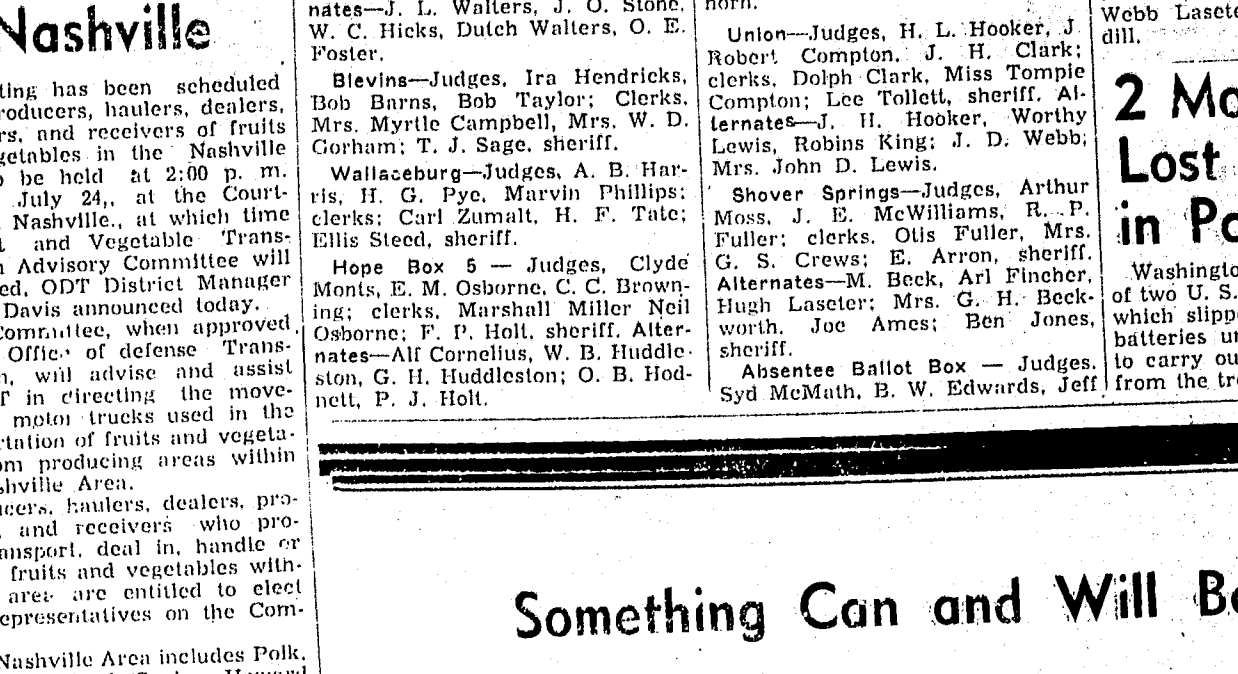 Nashville
ting has been scheduled
roducers, haulers, dealers,
rs, and receivers of fruits
getables in the Nashville
be held at 2:00 p. m.
July 24,, at the Court-
Nashville., at which time
and Vegetable Trans-
Advisory Committee will
ed, ODT District Manager
Davis announced today.
Committee, when approved
Office of defense Trans-
n, will advise and assist
T in directing the move-
motor trucks used in the
rtation of fruits and vegeta-
om producing areas within
shville Area.
ucers, haulers, dealers, pro-
, and receivers who pro-
ansport, deal in, handle or
fruits and vegetables with-
area are entitled to elect
epresentatives on the Com-
Nashville Area includes Polk,
Howard
nates—J. L. Walters, J. O. Stone,
W. C. Hicks, Dutch Walters, O. E.
Foster.
Blevins—Judges, Ira Hendricks,
Bob Barns, Bob Taylor; Clerks,
Mrs. Myrtle Campbell, Mrs. W. D.
Gorham; T. J. Sage, sheriff.
Wallaceburg—Judges, A. B. Har-
ris, H. G. Pye, Marvin Phillips;
clerks; Carl Zumalt, H. F. Tate;
Ellis Steed, sheriff.
Hope Box 5 — Judges, Clyde
Monts, E. M. Osborne, C. C. Brown-
ing; clerks, Marshall Miller Neil
Osborne; F. P. Holt, sheriff. Alter-
nates—Alf Cornelius, W. B. Huddle-
ston, G. H. Huddleston; O. B. Hod-
nett, P. J. Holt.
horn.
Union—Judges, H. L. Hooker, J.
Robert Compton, J. H. Clark;
clerks, Dolph Clark, Miss Tompie
Compton; Lee Tollett, sheriff. Al-
ternates—J. H. Hooker, Worthy
Lewis, Robins King; J. D. Webb;
Mrs. John D. Lewis.
Shover Springs—Judges, Arthur
Moss, J. E. McWilliams, R. P.
Fuller; clerks, Otis Fuller, Mrs.
G. S. Crews; E. Arron, sheriff.
Alternates—M. Beck, Arl Fincher,
Hugh Laseter; Mrs. G. H. Beck-
worth, Joe Ames; Ben Jones,
sheriff.
Absentee Ballot Box — Judges,
Syd McMath, B. W. Edwards, Jeff
Webb Lasete
dill.
2 Mo
Lost
in Pa
Washingto
of two U. S.
which slipp
batteries un
to carry ou
from the tr
Something Can and Will Be